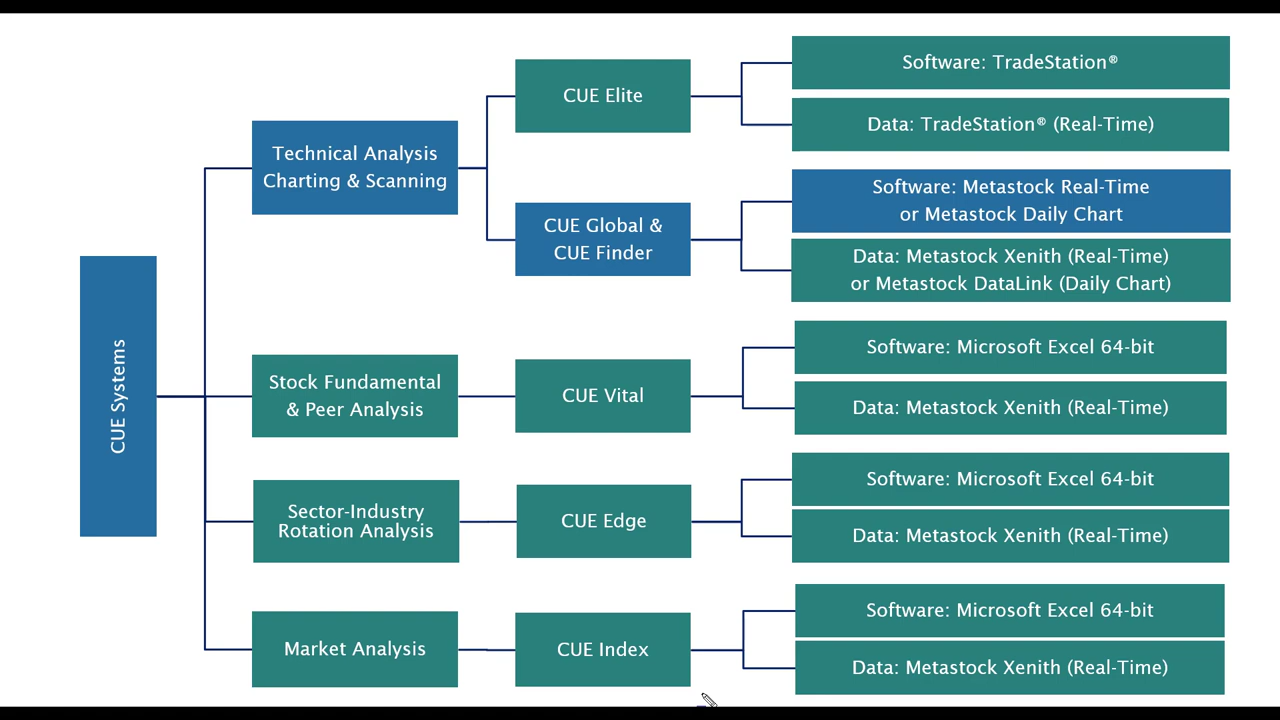 CUE Systems
Technical Analysis
Charting & Scanning
CUE Elite
Software: TradeStation®
Data: TradeStation® (Real-Time)
CUE Global &
CUE Finder
Software: Metastock Real-Time
or Metastock Daily Chart
Data: Metastock Xenith (Real-Time)
or Metastock DataLink (Daily Chart)
Stock Fundamental
& Peer Analysis
CUE Vital
Software: Microsoft Excel 64-bit
Data: Metastock Xenith (Real-Time)
Sector-Industry
Rotation Analysis
CUE Edge
Software: Microsoft Excel 64-bit
Data: Metastock Xenith (Real-Time)
Market Analysis
CUE Index
Software: Microsoft Excel 64-bit
Data: Metastock Xenith (Real-Time)